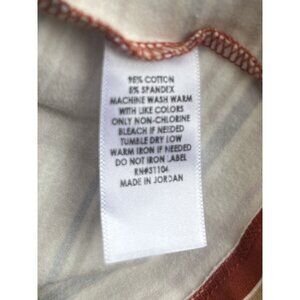 95% COTTON
5% SPANDEX
MACHINE WASH WARM
WITH LIKE COLORS
ONLY NON-CHLORINE
BLEACH IF NEEDED
TUMBLE DRY LOW
WARM IRON IF NEEDED
DO NOT IRON LABEL
RN#31104
MADE IN JORDAN